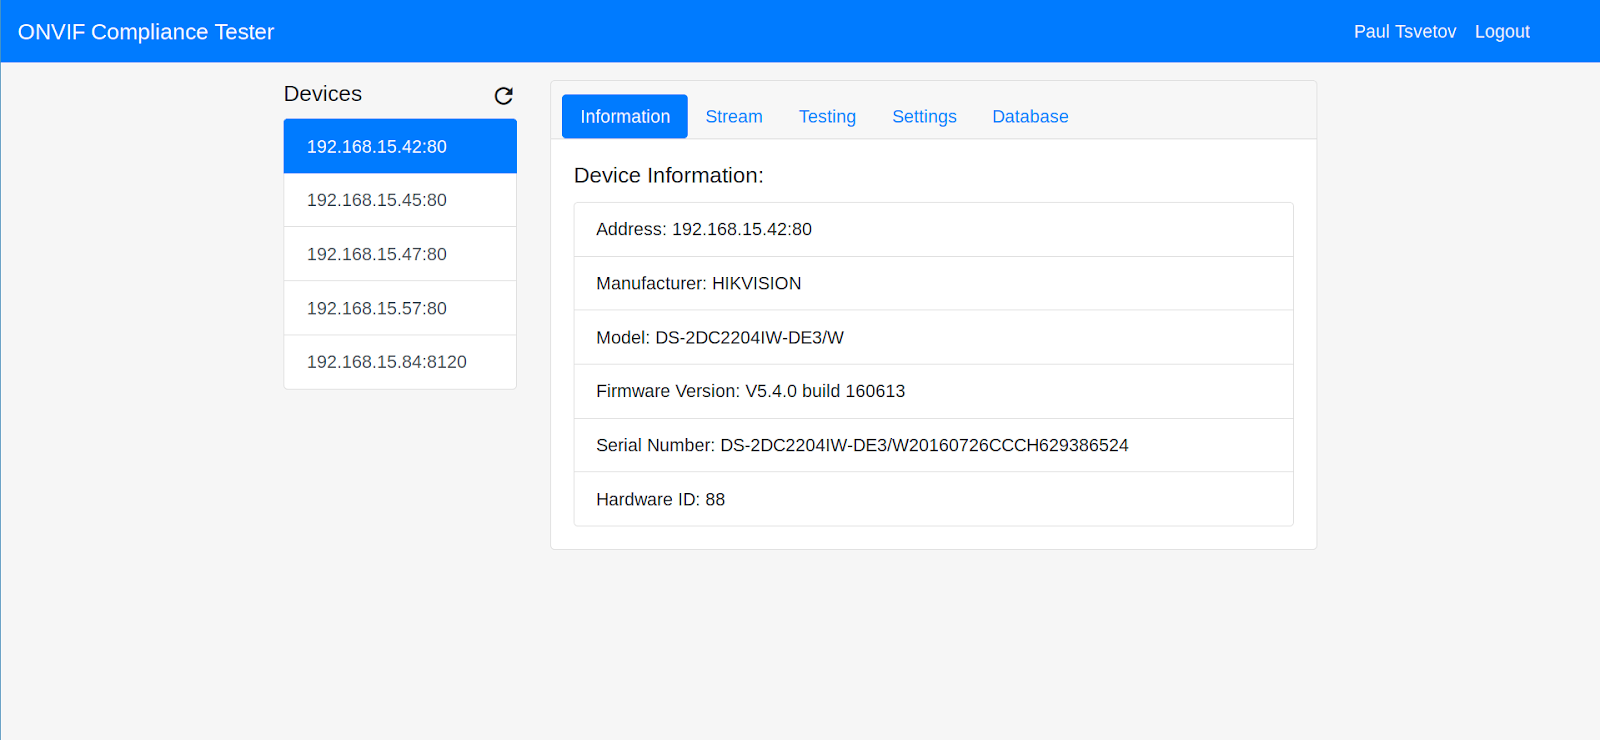 ONVIF Compliance Tester
Paul Tsvetov Logout
Devices
192.168.15.42:80
192.168.15.45:80
192.168.15.47:80
192.168.15.57:80
192.168.15.84:8120
Information Stream Testing Settings Database
Device Information:
Address: 192.168.15.42:80
Manufacturer: HIKVISION
Model: DS-2DC2204IW-DE3/W
Firmware Version: V5.4.0 build 160613
Serial Number: DS-2DC2204IW-DE3/W20160726CCCH629386524
Hardware ID: 88